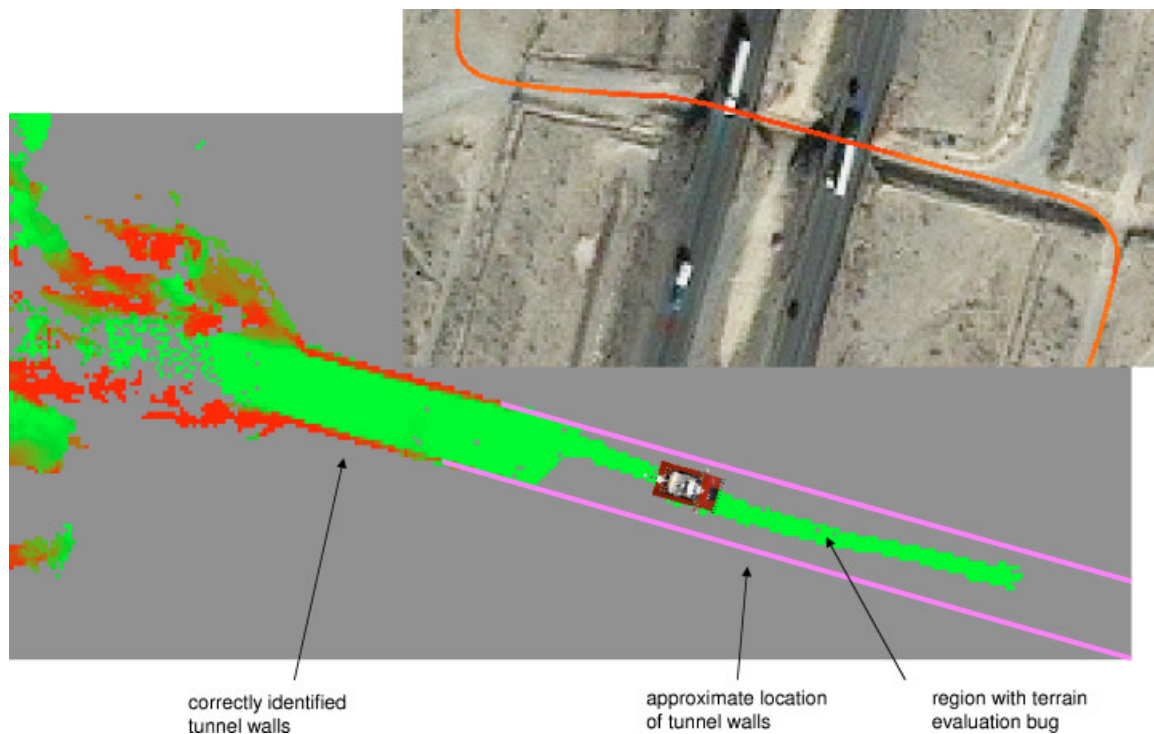 correctly identified
tunnel walls
approximate location
of tunnel walls
region with terrain
evaluation bug